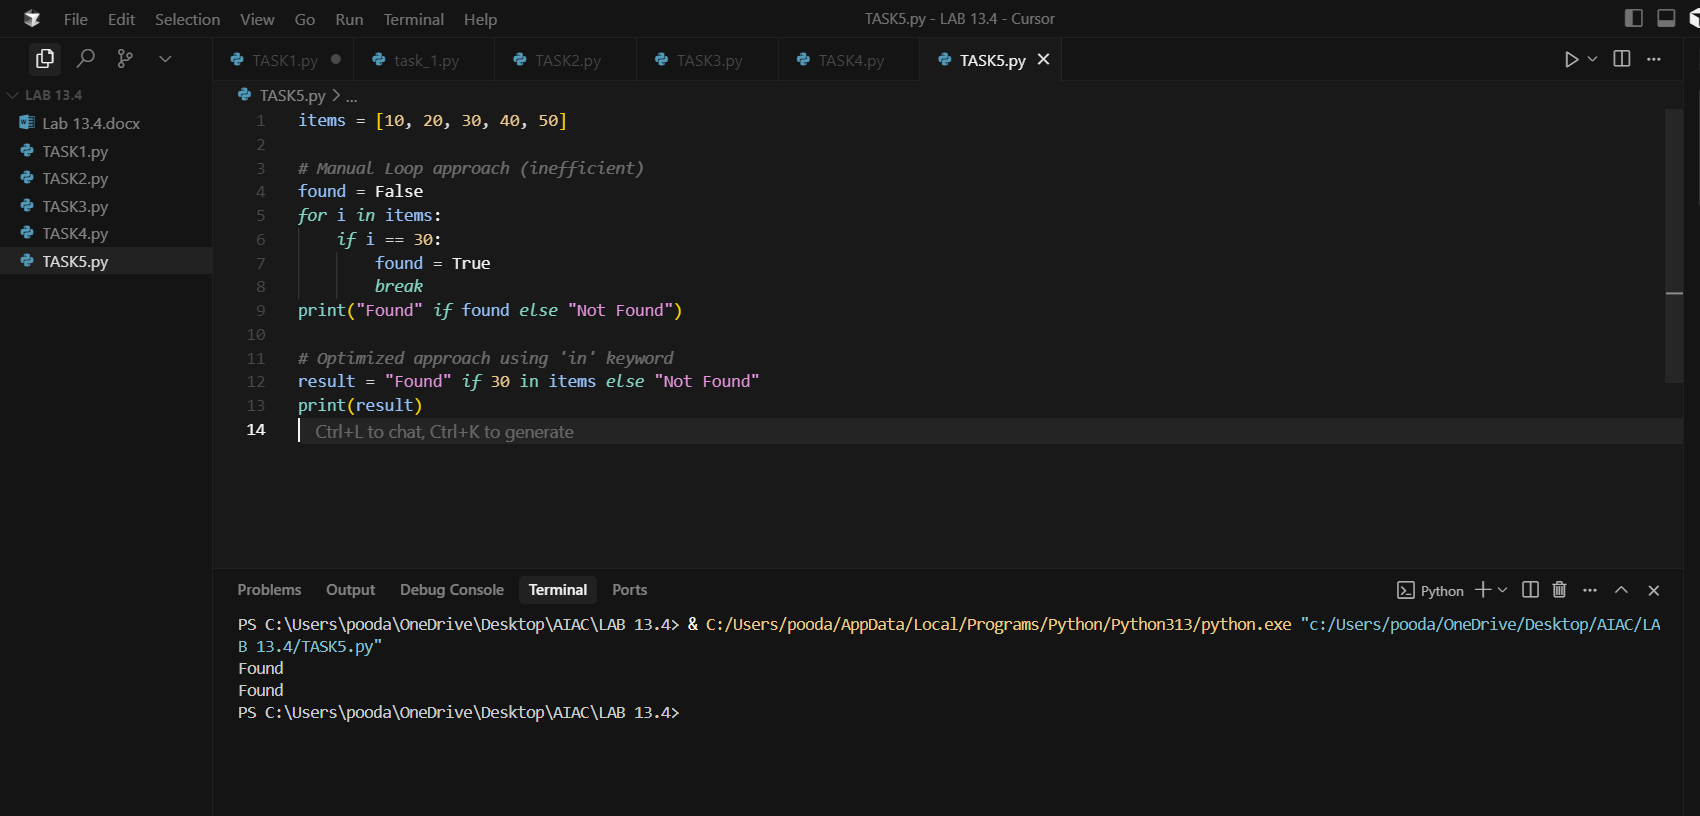 File Edit Selection View Go Run Terminal Help
TASK5.py - LAB 13.4 - Cursor
TASK1.py task_1.py TASK2.py TASK3.py TASK4.py TASK5.py
LAB 13.4
Lab 13.4.docx
TASK1.py
TASK2.py
TASK3.py
TASK4.py
TASK5.py
TASK5.py > ...
1 items = [10, 20, 30, 40, 50]
2
3 # Manual Loop approach (inefficient)
4 found = False
5 for i in items:
6     if i == 30:
7         found = True
8         break
9 print("Found" if found else "Not Found")
10
11 # Optimized approach using 'in' keyword
12 result = "Found" if 30 in items else "Not Found"
13 print(result)
14 Ctrl+L to chat, Ctrl+K to generate
Problems Output Debug Console Terminal Ports
Python
PS C:\Users\pooda\OneDrive\Desktop\AIAC\LAB 13.4> & C:/Users/pooda/AppData/Local/Programs/Python/Python313/python.exe "c:/Users/pooda/OneDrive/Desktop/AIAC/LA
B 13.4/TASK5.py"
Found
Found
PS C:\Users\pooda\OneDrive\Desktop\AIAC\LAB 13.4>